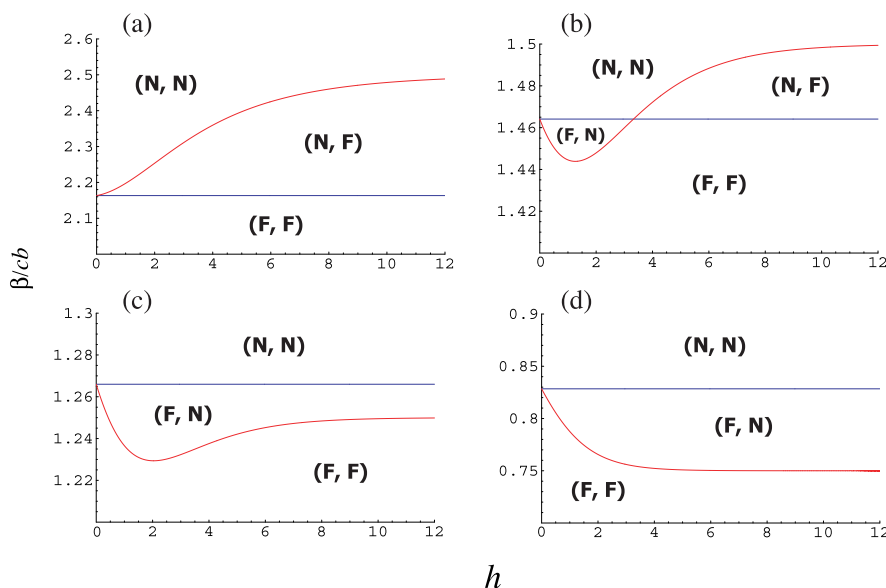 (a)
2.6
2.5
2.4
2.3
2.2
2.1
(N, N)
(N, F)
(F, F)
0 2 4 6 8 10 12
(b)
1.5
1.48
1.46
1.44
1.42
(N, N)
(N, F)
(F, N)
(F, F)
0 2 4 6 8 10 12
β/cb
(c)
1.3
1.28
1.26
1.24
1.22
(N, N)
(F, N)
(F, F)
0 2 4 6 8 10 12
(d)
0.9
0.85
0.8
0.75
(N, N)
(F, N)
(F, F)
0 2 4 6 8 10 12
h